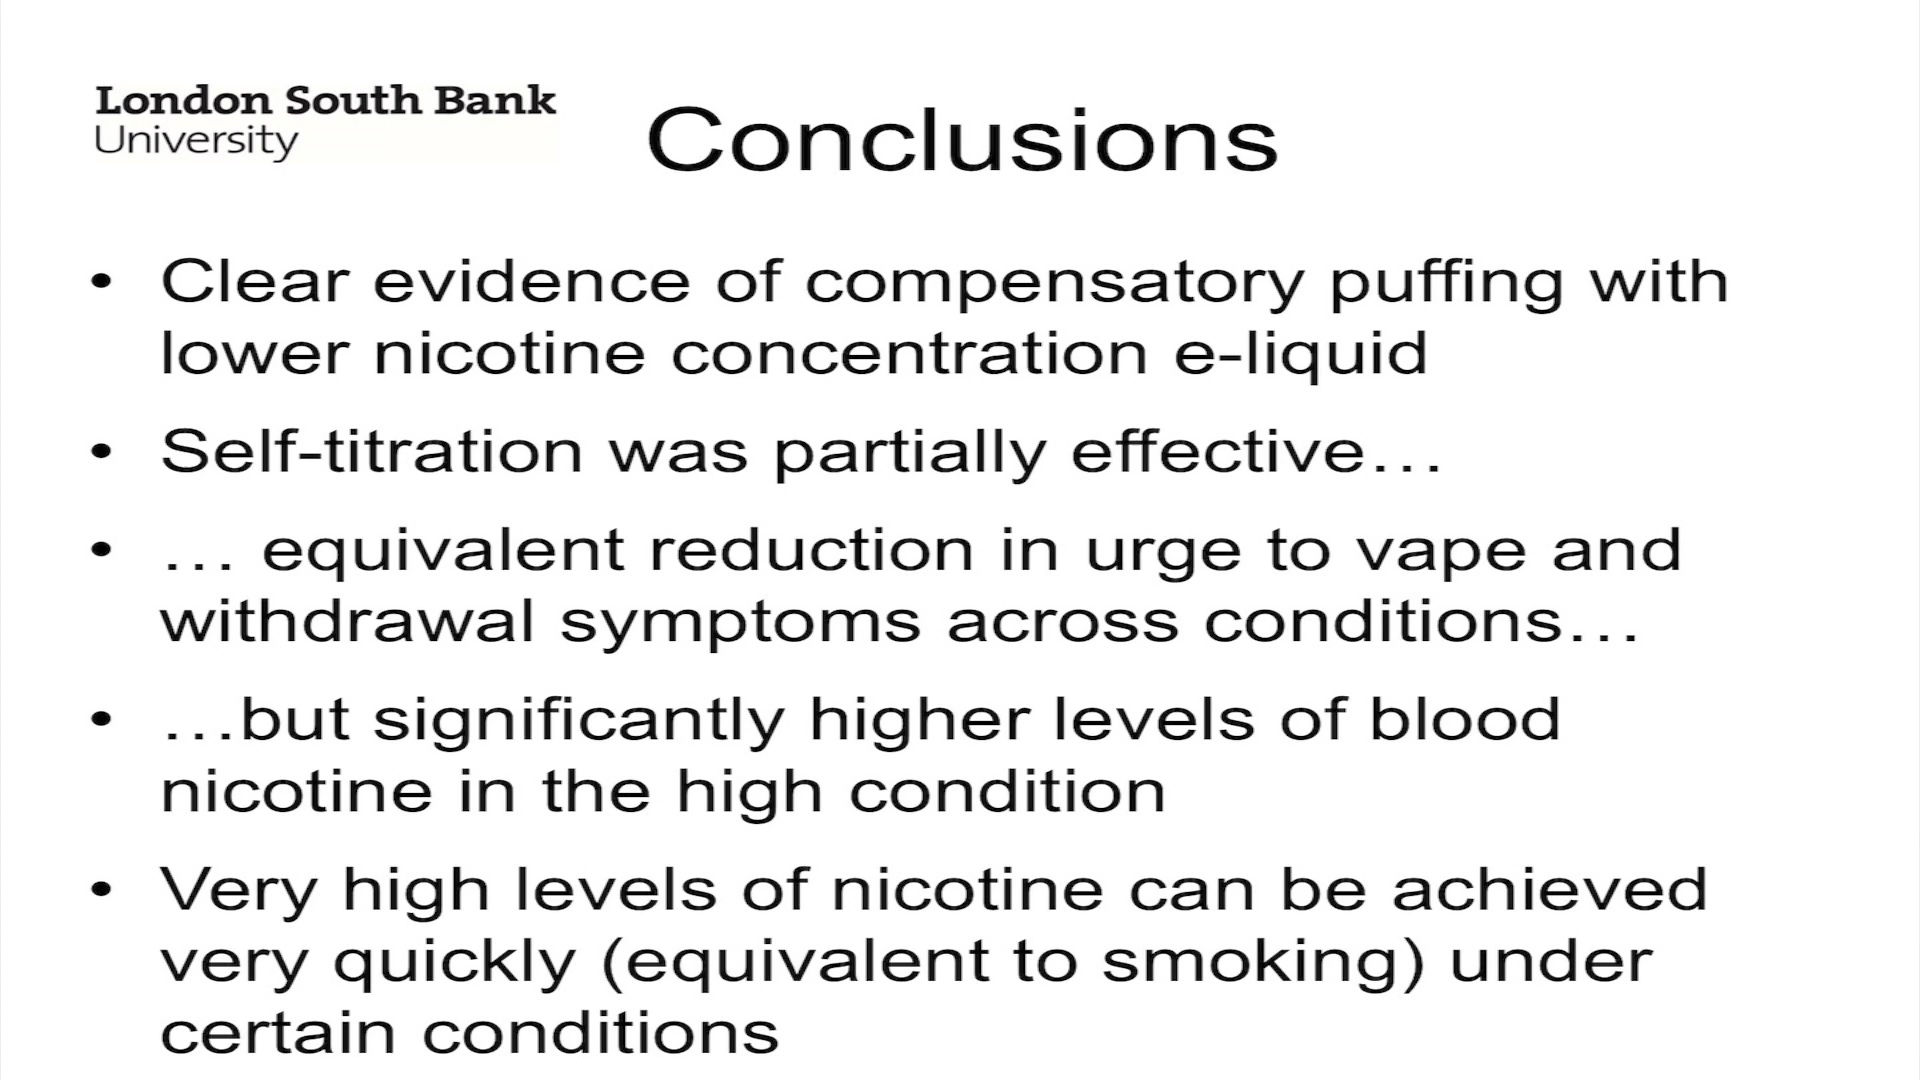 London South Bank
University
Conclusions
• Clear evidence of compensatory puffing with
lower nicotine concentration e-liquid
• Self-titration was partially effective…
• … equivalent reduction in urge to vape and
withdrawal symptoms across conditions…
• …but significantly higher levels of blood
nicotine in the high condition
• Very high levels of nicotine can be achieved
very quickly (equivalent to smoking) under
certain conditions